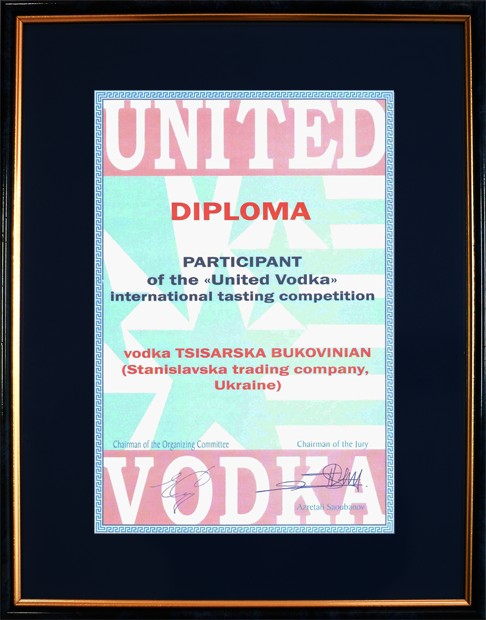 UNITED
DIPLOMA
PARTICIPANT
of the «United Vodka»
international tasting competition
vodka TSISARSKA BUKOVINIAN
(Stanislavska trading company,
Ukraine)
Chairman of the Organizing Committee
Chairman of the Jury
VODKA
Azretali